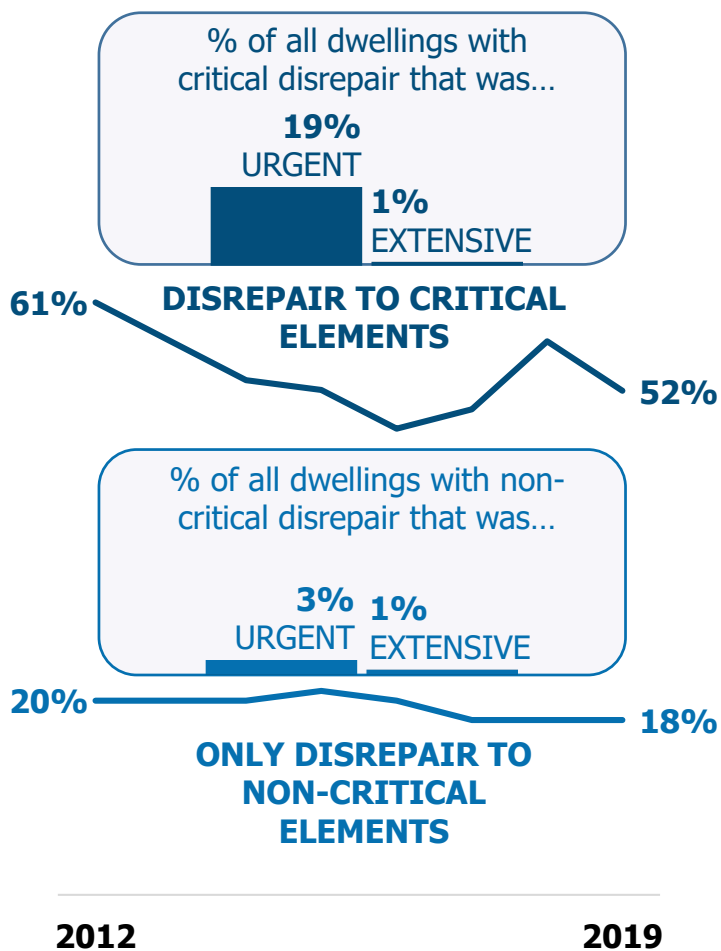 % of all dwellings with
critical disrepair that was…
19%
URGENT
1%
EXTENSIVE
61%
DISREPAIR TO CRITICAL
ELEMENTS
52%
% of all dwellings with non-
critical disrepair that was…
3%
URGENT
1%
EXTENSIVE
20%
18%
ONLY DISREPAIR TO
NON-CRITICAL
ELEMENTS
2012
2019